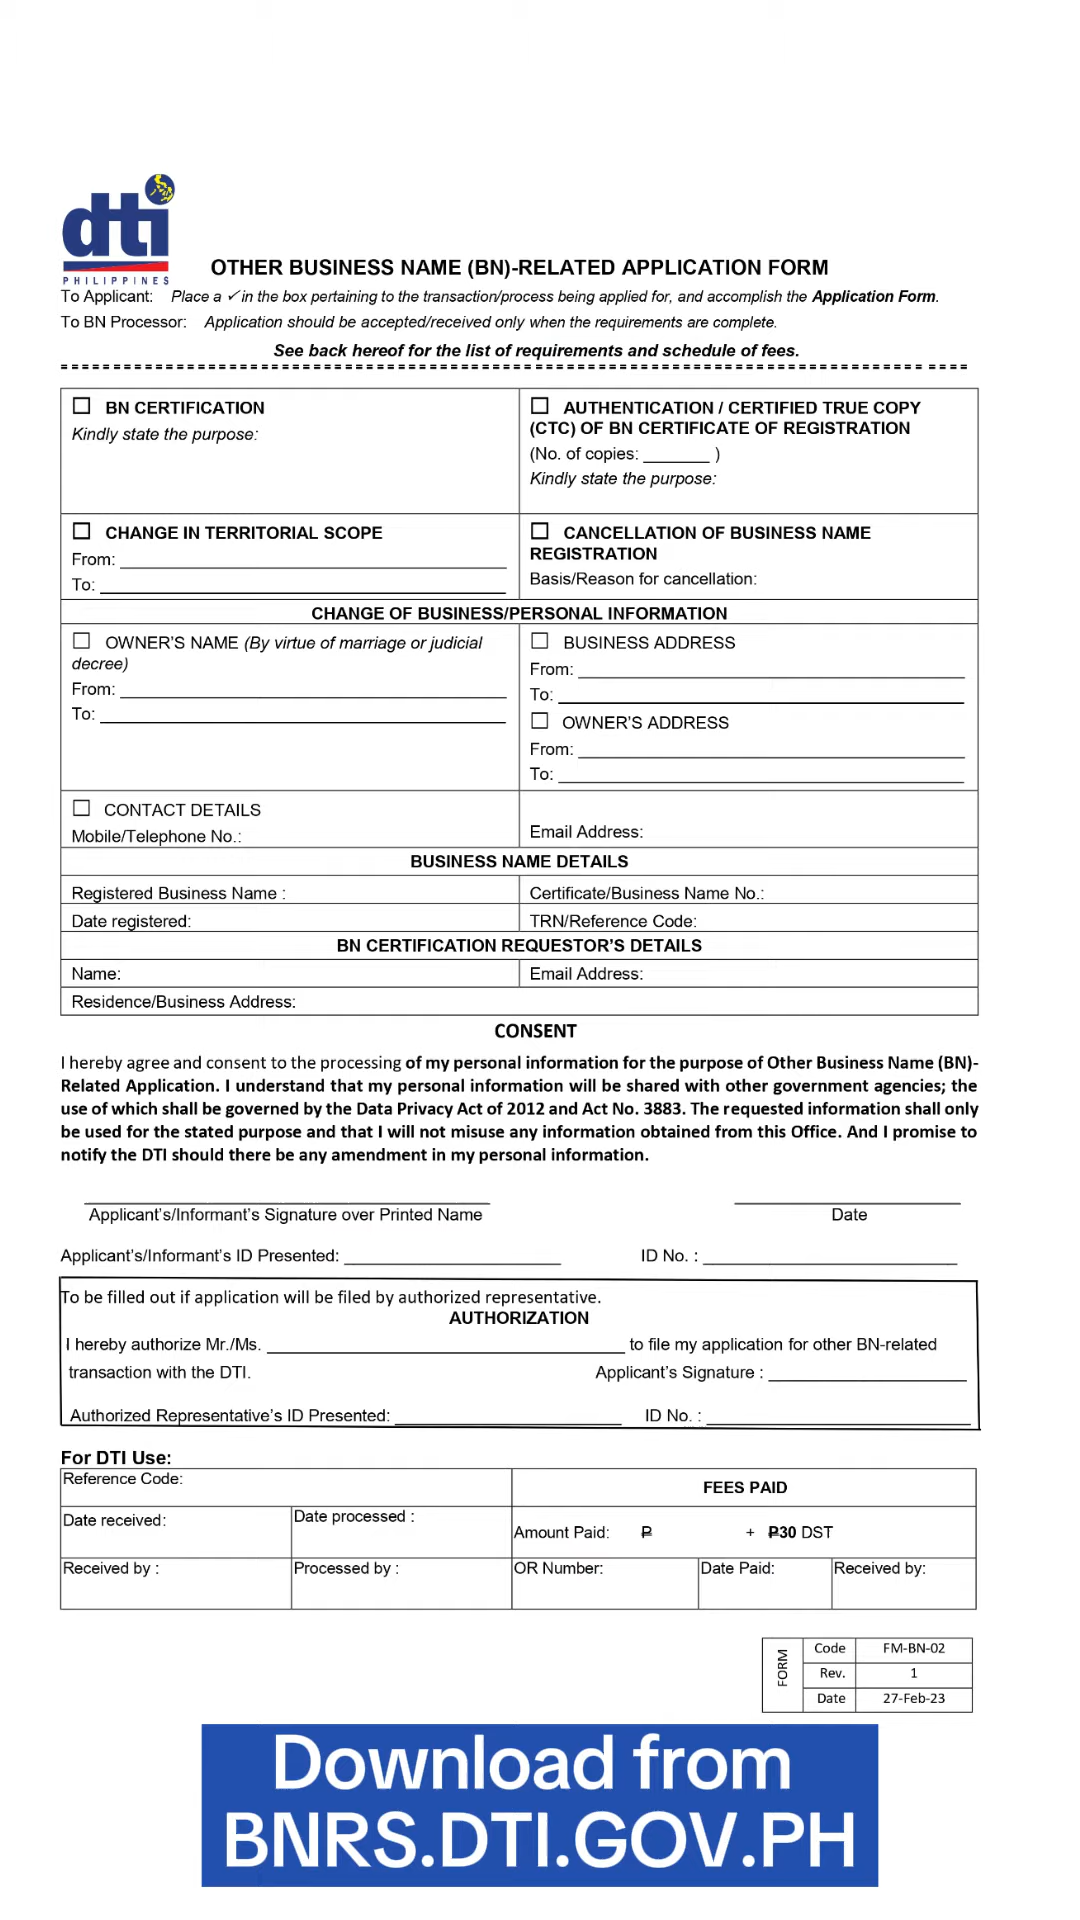 dti
PHILIPPINES
OTHER BUSINESS NAME (BN)-RELATED APPLICATION FORM
To Applicant: Place a ✓in the box pertaining to the transaction/process being applied for, and accomplish the Application Form.
To BN Processor: Application should be accepted/received only when the requirements are complete.
See back hereof for the list of requirements and schedule of fees.
☐ BN CERTIFICATION
Kindly state the purpose:
☐ AUTHENTICATION / CERTIFIED TRUE COPY
(CTC) OF BN CERTIFICATE OF REGISTRATION
(No. of copies: _______ )
Kindly state the purpose:
☐ CHANGE IN TERRITORIAL SCOPE
From: ____________________
To: ____________________
☐ CANCELLATION OF BUSINESS NAME
REGISTRATION
Basis/Reason for cancellation:
CHANGE OF BUSINESS/PERSONAL INFORMATION
☐ OWNER'S NAME (By virtue of marriage or judicial
decree)
From: ____________________
To: ____________________
☐ BUSINESS ADDRESS
From: ____________________
To: ____________________
☐ OWNER'S ADDRESS
From: ____________________
To: ____________________
☐ CONTACT DETAILS
Mobile/Telephone No.:
Email Address:
BUSINESS NAME DETAILS
Registered Business Name :
Certificate/Business Name No.:
Date registered:
TRN/Reference Code:
BN CERTIFICATION REQUESTOR'S DETAILS
Name:
Email Address:
Residence/Business Address:
CONSENT
I hereby agree and consent to the processing of my personal information for the purpose of Other Business Name (BN)-
Related Application. I understand that my personal information will be shared with other government agencies; the
use of which shall be governed by the Data Privacy Act of 2012 and Act No. 3883. The requested information shall only
be used for the stated purpose and that I will not misuse any information obtained from this Office. And I promise to
notify the DTI should there be any amendment in my personal information.
Applicant's/Informant's Signature over Printed Name
Date
Applicant's/Informant's ID Presented: ____________________ ID No. : ____________________
To be filled out if application will be filed by authorized representative.
AUTHORIZATION
I hereby authorize Mr./Ms. ____________________ to file my application for other BN-related
transaction with the DTI. Applicant's Signature : ____________________
Authorized Representative's ID Presented: ____________________ ID No. : ____________________
For DTI Use:
Reference Code:
FEES PAID
Date received:
Date processed :
Amount Paid: ₱ + ₱30 DST
Received by :
Processed by :
OR Number:
Date Paid:
Received by:
FORM
Code FM-BN-02
Rev. 1
Date 27-Feb-23
Download from
BNRS.DTI.GOV.PH